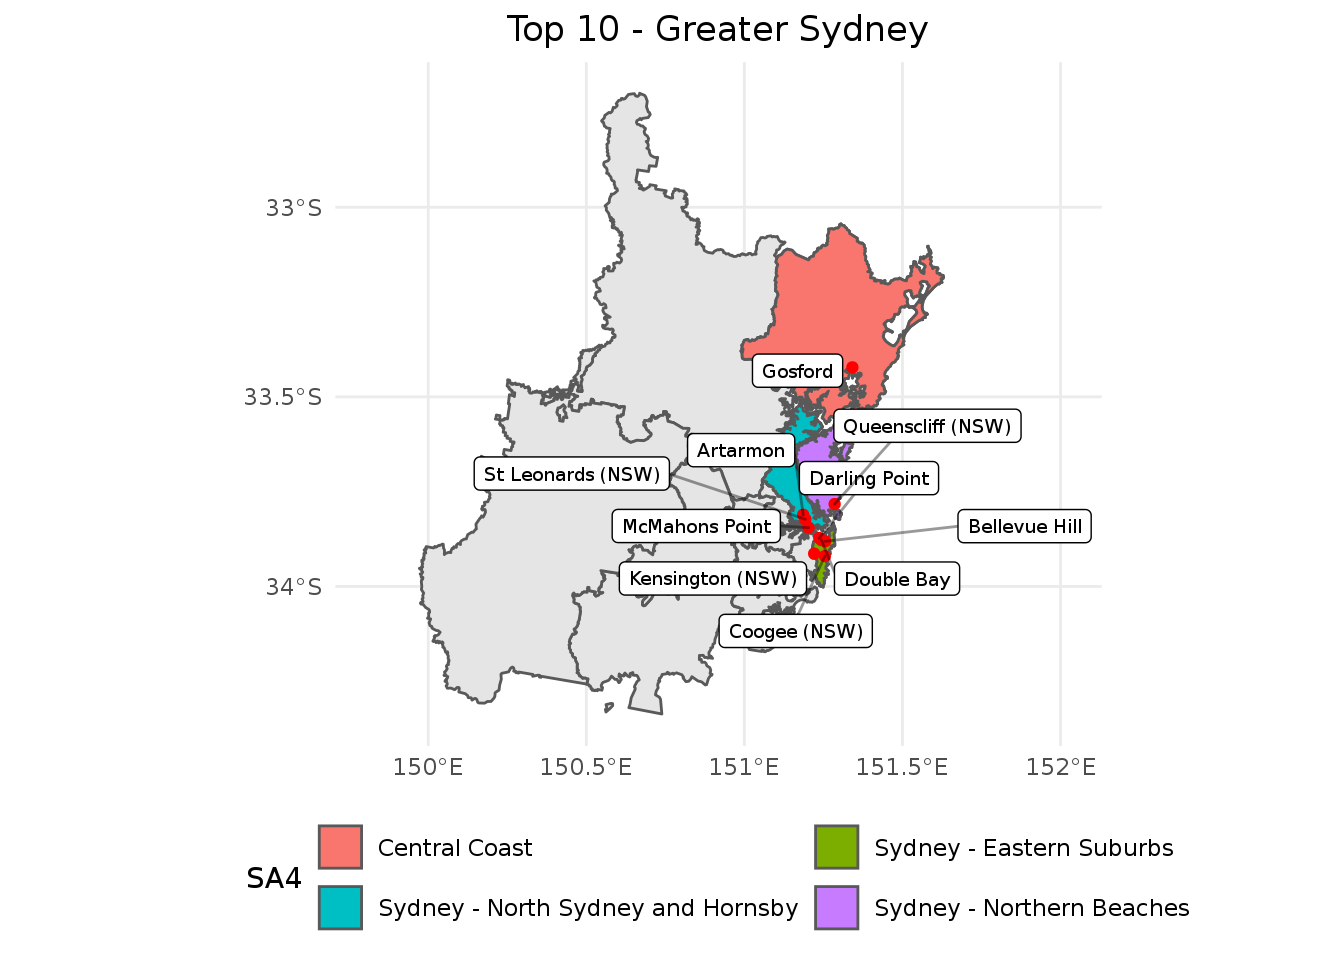 Top 10 - Greater Sydney
33°S
33.5°S
34°S
Gosford
Queenscliff (NSW)
Artarmon
St Leonards (NSW)
Darling Point
McMahons Point
Bellevue Hill
Kensington (NSW)
Double Bay
Coogee (NSW)
150°E
150.5°E
151°E
151.5°E
152°E
SA4
Central Coast
Sydney - Eastern Suburbs
Sydney - North Sydney and Hornsby
Sydney - Northern Beaches